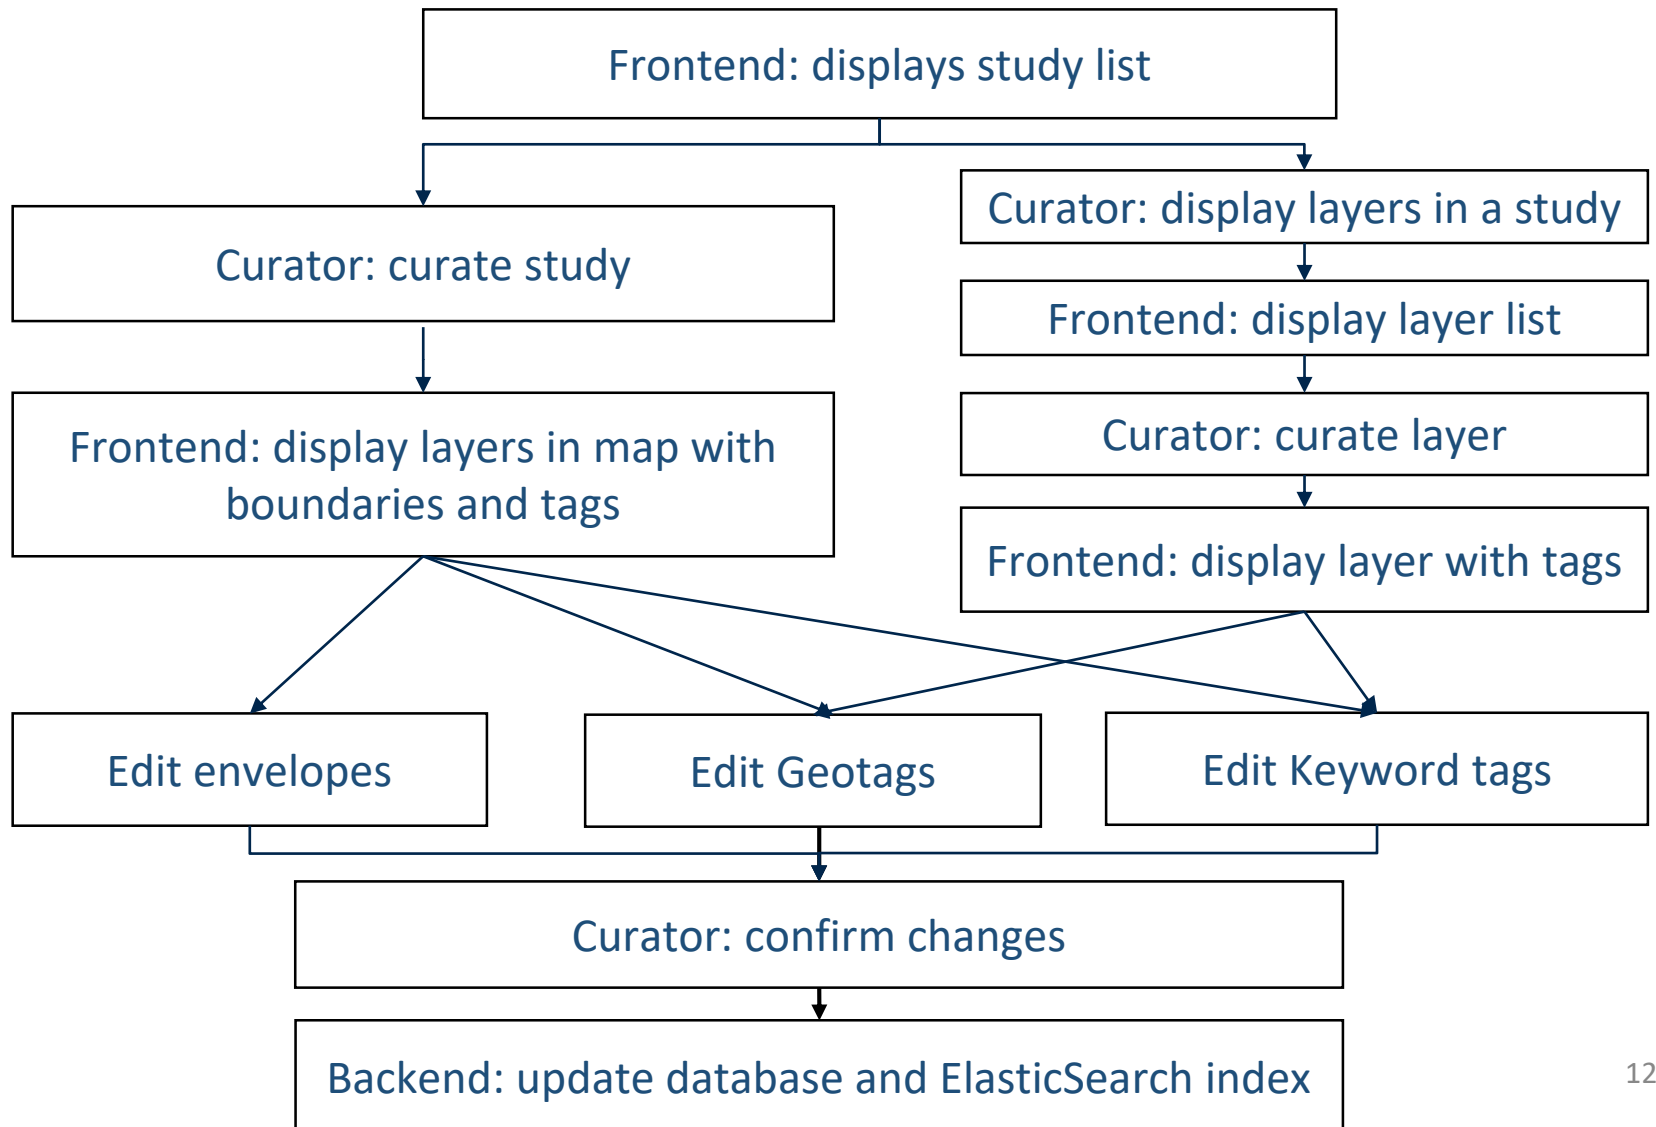 Frontend: displays study list
Curator: display layers in a study
Curator: curate study
Frontend: display layer list
Curator: curate layer
Frontend: display layers in map with
boundaries and tags
Frontend: display layer with tags
Edit envelopes
Edit Geotags
Edit Keyword tags
Curator: confirm changes
Backend: update database and ElasticSearch index
12